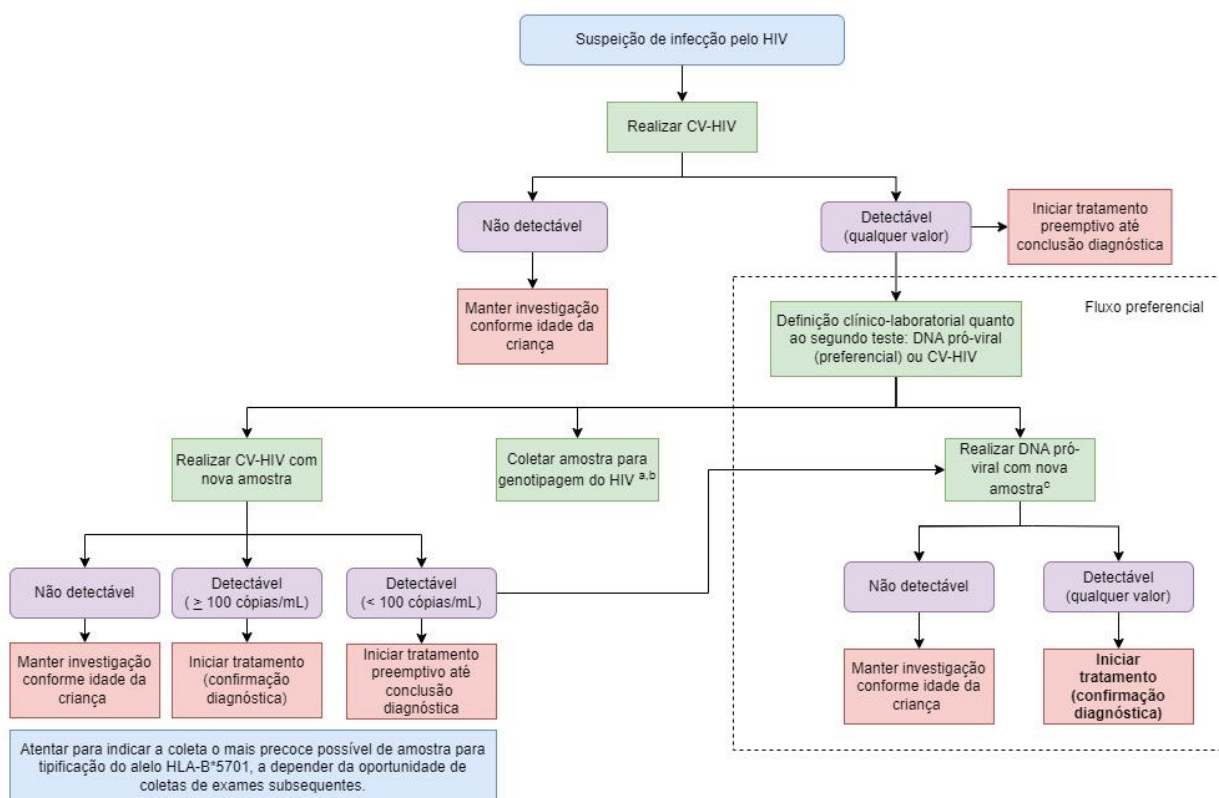 Suspeição de infecção pelo HIV
Realizar CV-HIV
Não detectável
Detectável
(qualquer valor)
Iniciar tratamento
preemptivo até
conclusão diagnóstica
Manter investigação
conforme idade da
criança
Fluxo preferencial
Definição clínico-laboratorial quanto
ao segundo teste: DNA pró-viral
(preferencial) ou CV-HIV
Realizar CV-HIV com
nova amostra
Coletar amostra para
genotipagem do HIV a,b
Realizar DNA pró-
viral com nova
amostrac
Não detectável
Detectável
( ≥ 100 cópias/mL)
Detectável
(< 100 cópias/mL)
Não detectável
Detectável
(qualquer valor)
Manter investigação
conforme idade da
criança
Iniciar tratamento
(confirmação
diagnóstica)
Iniciar tratamento
preemptivo até
conclusão
diagnóstica
Manter investigação
conforme idade da
criança
Iniciar
tratamento
(confirmação
diagnóstica)
Atentar para indicar a coleta o mais precoce possível de amostra para
tipificação do alelo HLA-B*5701, a depender da oportunidade de
coletas de exames subsequentes.